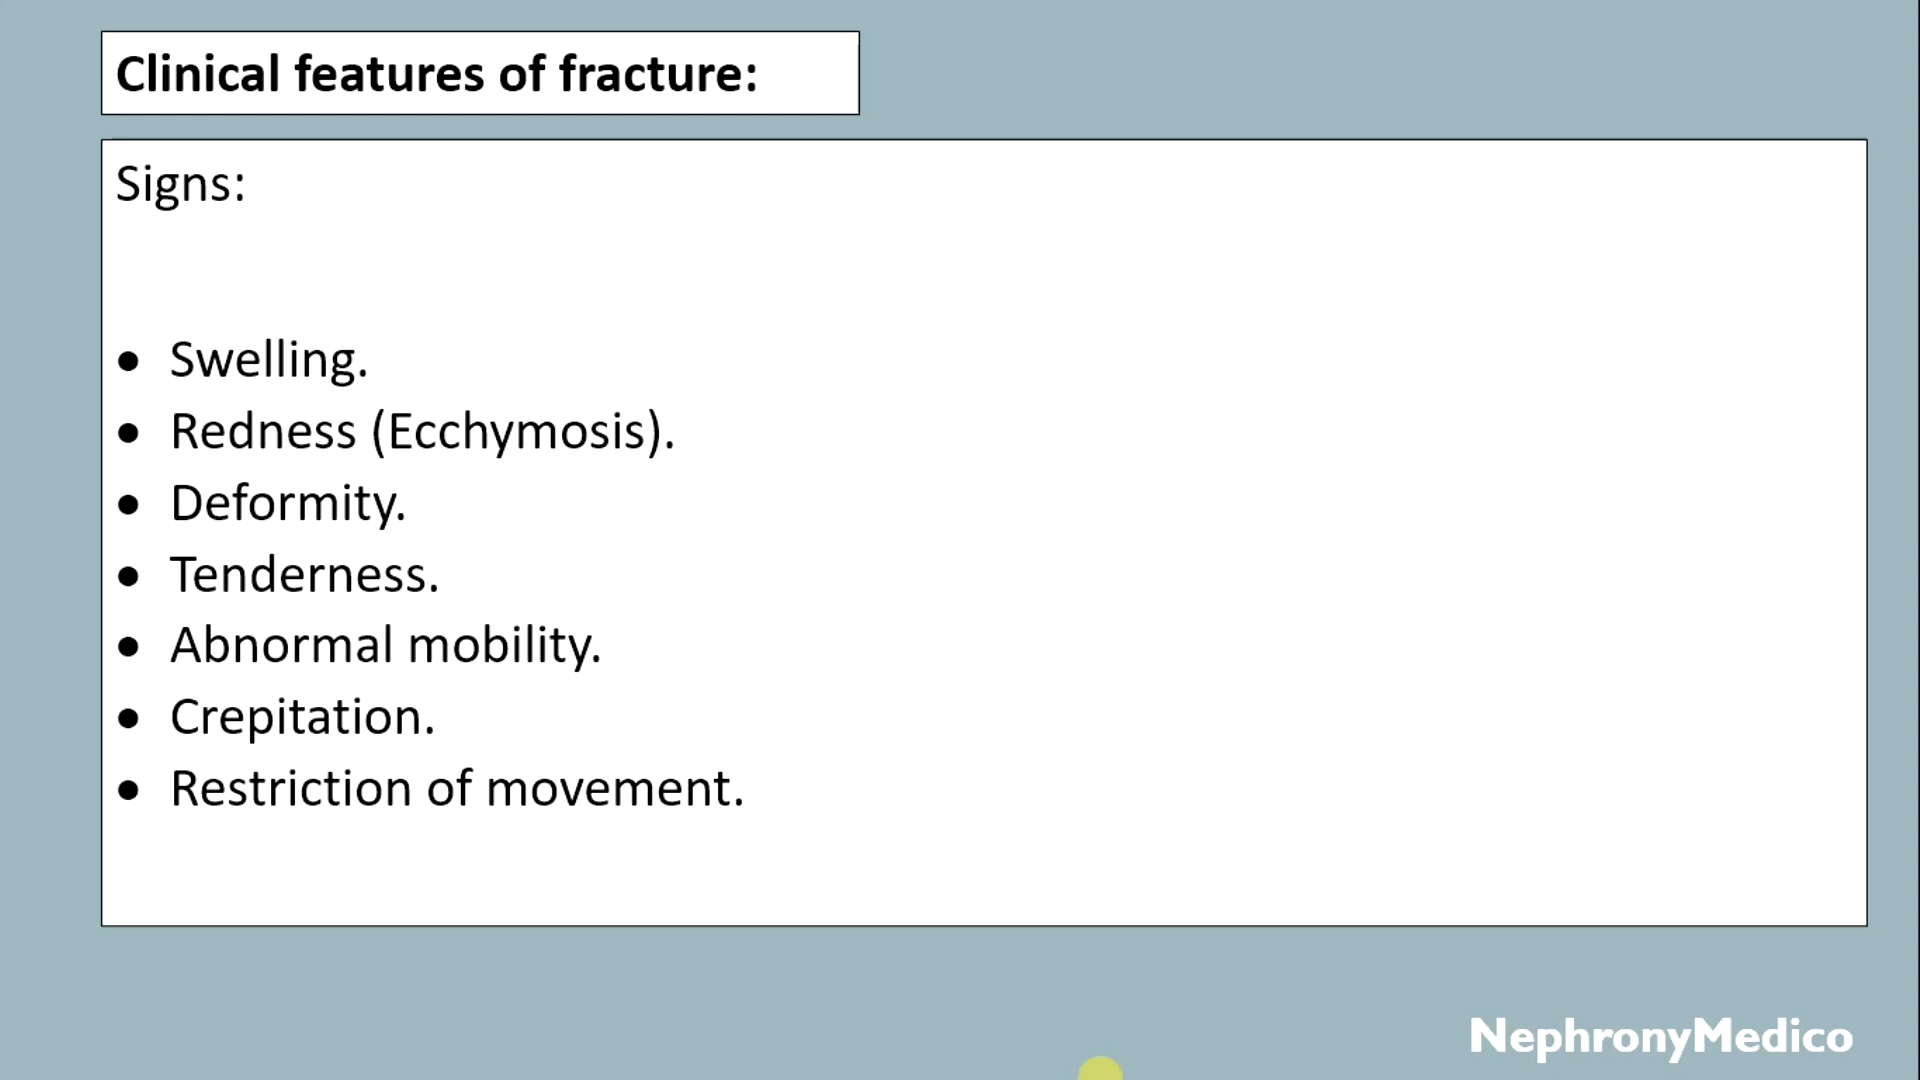 Clinical features of fracture:
Signs:
• Swelling.
• Redness (Ecchymosis).
• Deformity.
• Tenderness.
• Abnormal mobility.
• Crepitation.
• Restriction of movement.
NephronyMedico